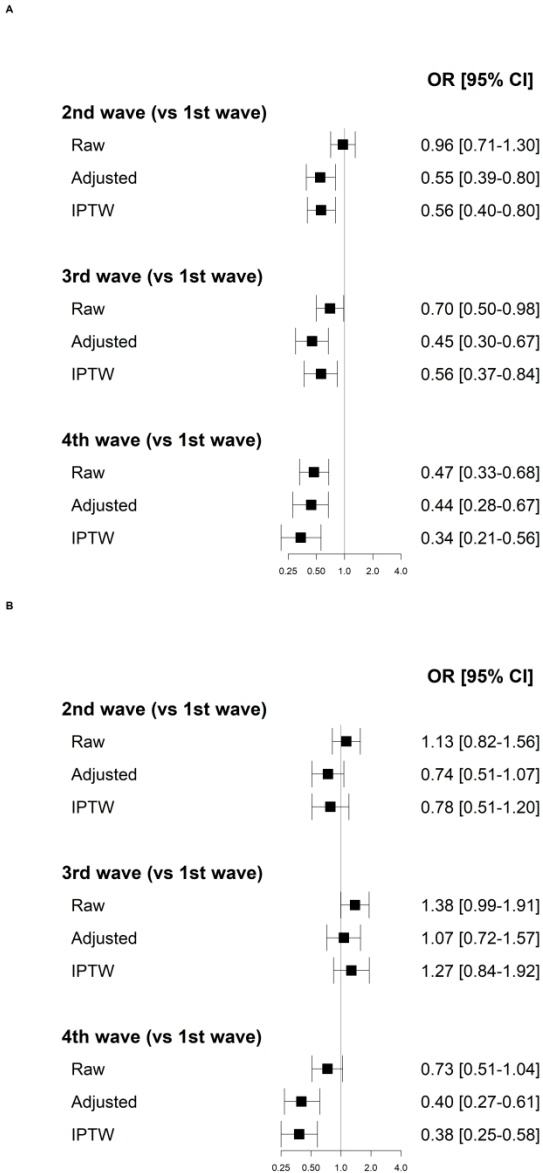 A
OR [95% CI]
2nd wave (vs 1st wave)
Raw 0.96 [0.71-1.30]
Adjusted 0.55 [0.39-0.80]
IPTW 0.56 [0.40-0.80]
3rd wave (vs 1st wave)
Raw 0.70 [0.50-0.98]
Adjusted 0.45 [0.30-0.67]
IPTW 0.56 [0.37-0.84]
4th wave (vs 1st wave)
Raw 0.47 [0.33-0.68]
Adjusted 0.44 [0.28-0.67]
IPTW 0.34 [0.21-0.56]
0.25 0.50 1.0 2.0 4.0
B
OR [95% CI]
2nd wave (vs 1st wave)
Raw 1.13 [0.82-1.56]
Adjusted 0.74 [0.51-1.07]
IPTW 0.78 [0.51-1.20]
3rd wave (vs 1st wave)
Raw 1.38 [0.99-1.91]
Adjusted 1.07 [0.72-1.57]
IPTW 1.27 [0.84-1.92]
4th wave (vs 1st wave)
Raw 0.73 [0.51-1.04]
Adjusted 0.40 [0.27-0.61]
IPTW 0.38 [0.25-0.58]
0.25 0.50 1.0 2.0 4.0